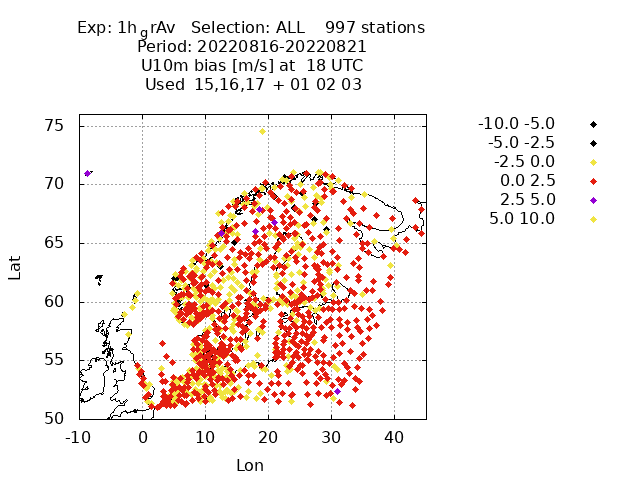 Exp: 1h grAv Selection: ALL 997 stations
Period: 20220816-20220821
U10m bias [m/s] at 18 UTC
Used 15,16,17 + 01 02 03
-10.0 -5.0
-5.0 -2.5
-2.5 0.0
0.0 2.5
2.5 5.0
5.0 10.0
75
70
65
60
55
50
Lat
-10 0 10 20 30 40
Lon